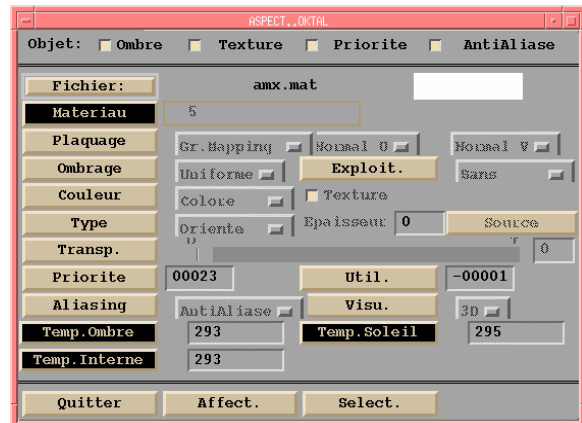 ASPECT..OKTAL
Objet: Ombre Texture Priorite AntiAliase
Fichier: amx.mat
Materiau 5
Plaquage Gr.Mapping Normal U Normal V
Ombrage Uniforme Exploit. Sans
Couleur Colore Texture
Type Oriente Epaisseur 0 Source
Transp. 0 T 0
Priorite 00023 Util. -00001
Aliasing AntiAliase Visu. 3D
Temp.Ombre 293 Temp.Soleil 295
Temp.Interne 293
Quitter Affect. Select.